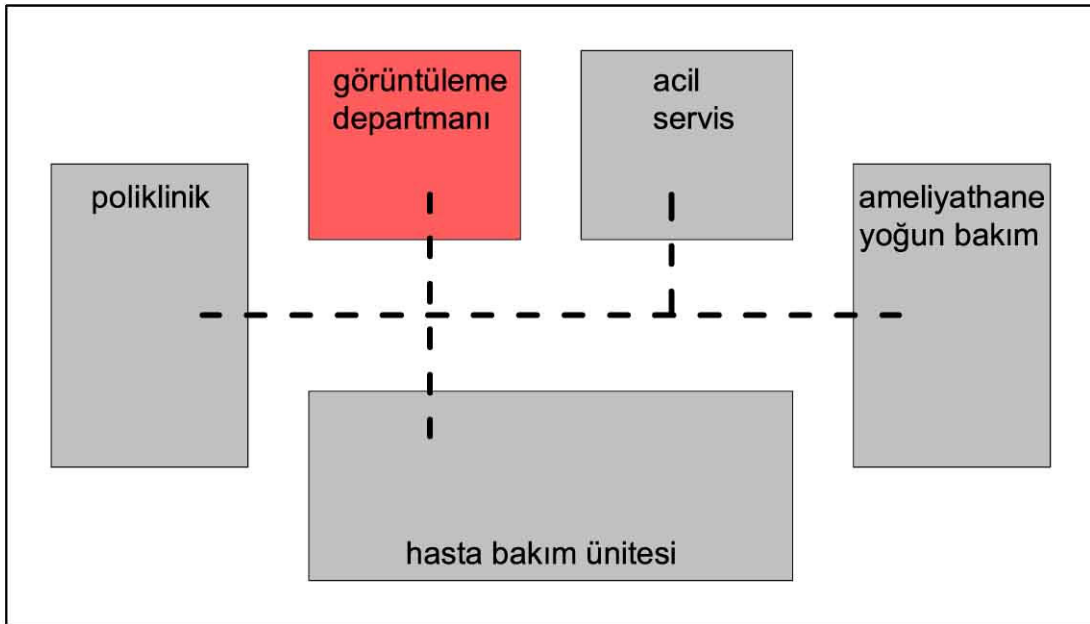 görüntüleme
departmanı
acil
servis
poliklinik
ameliyathane
yoğun bakım
hasta bakım ünitesi